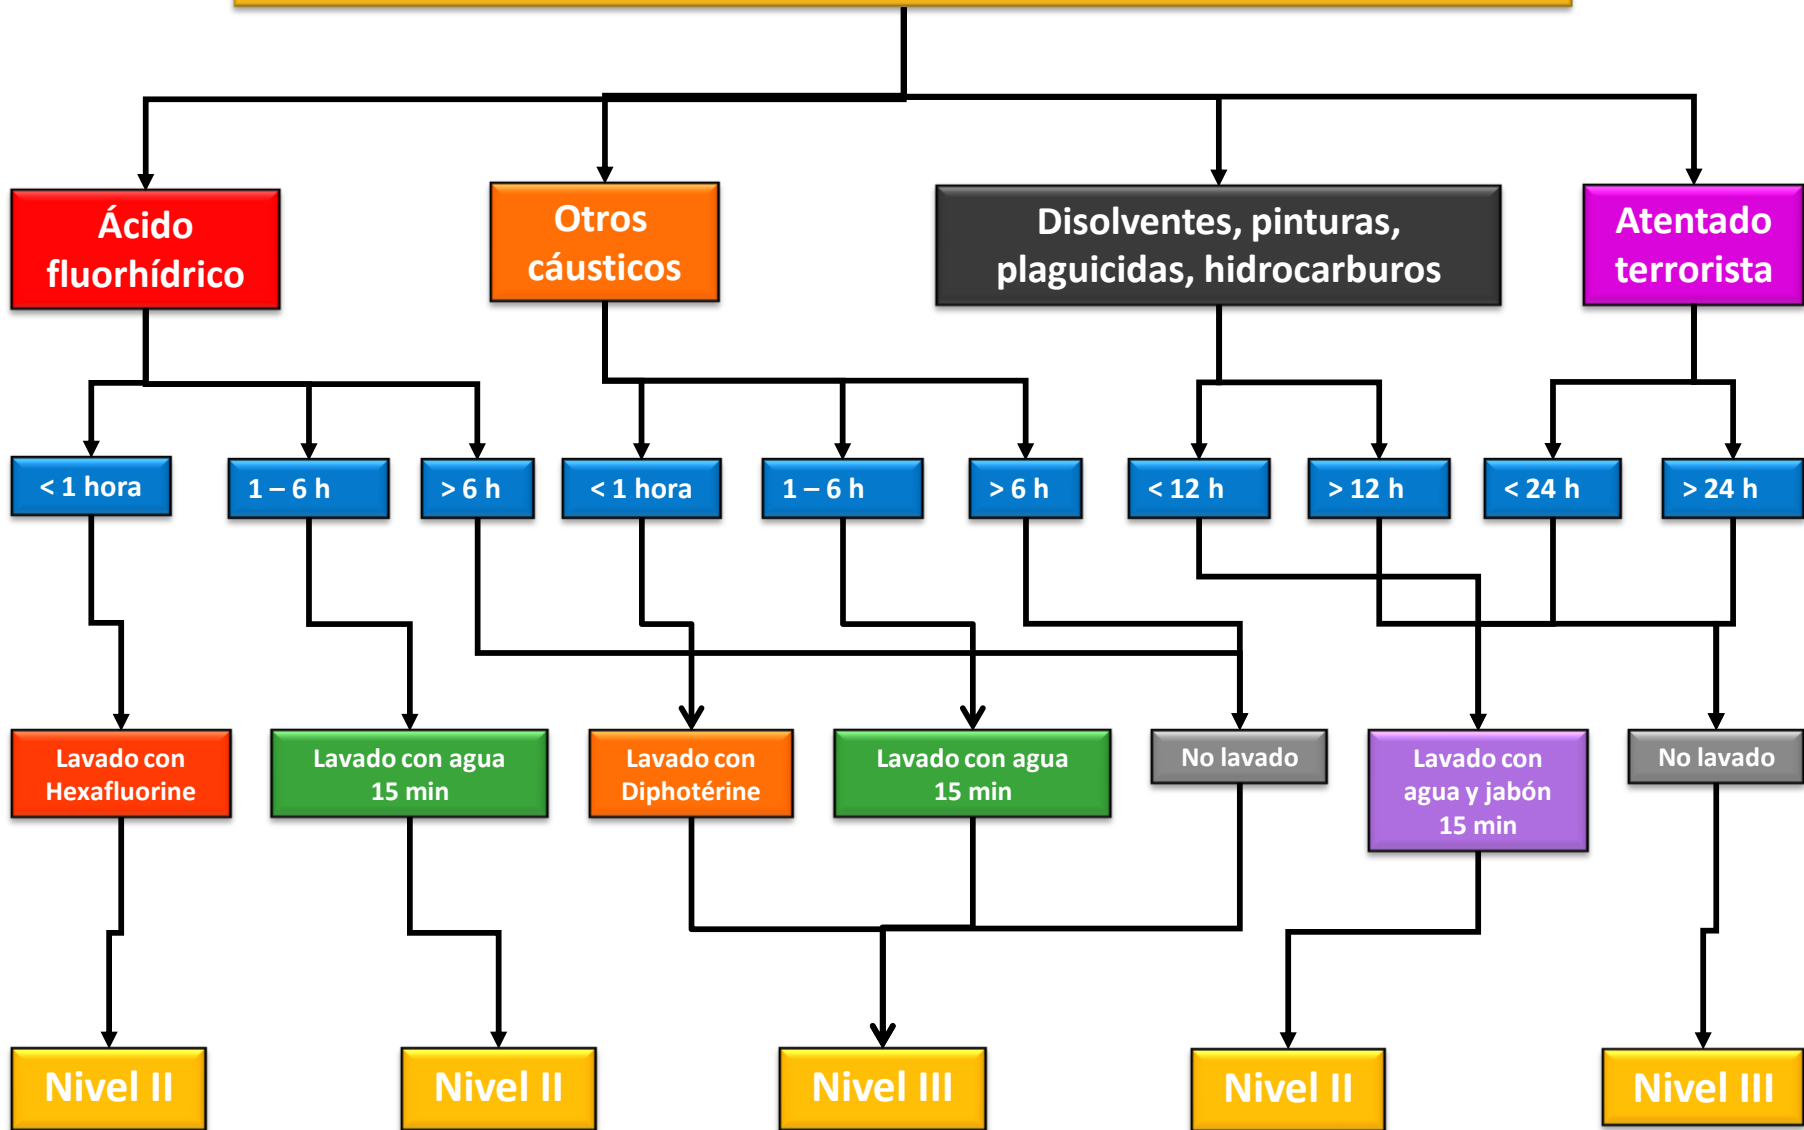 Ácido
fluorhídrico
Otros
cáusticos
Disolventes, pinturas,
plaguicidas, hidrocarburos
Atentado
terrorista
< 1 hora
1 – 6 h
> 6 h
< 1 hora
1 – 6 h
> 6 h
< 12 h
> 12 h
< 24 h
> 24 h
Lavado con
Hexafluorine
Lavado con agua
15 min
Lavado con
Diphotérine
Lavado con agua
15 min
No lavado
Lavado con
agua y jabón
15 min
No lavado
Nivel II
Nivel II
Nivel III
Nivel II
Nivel III